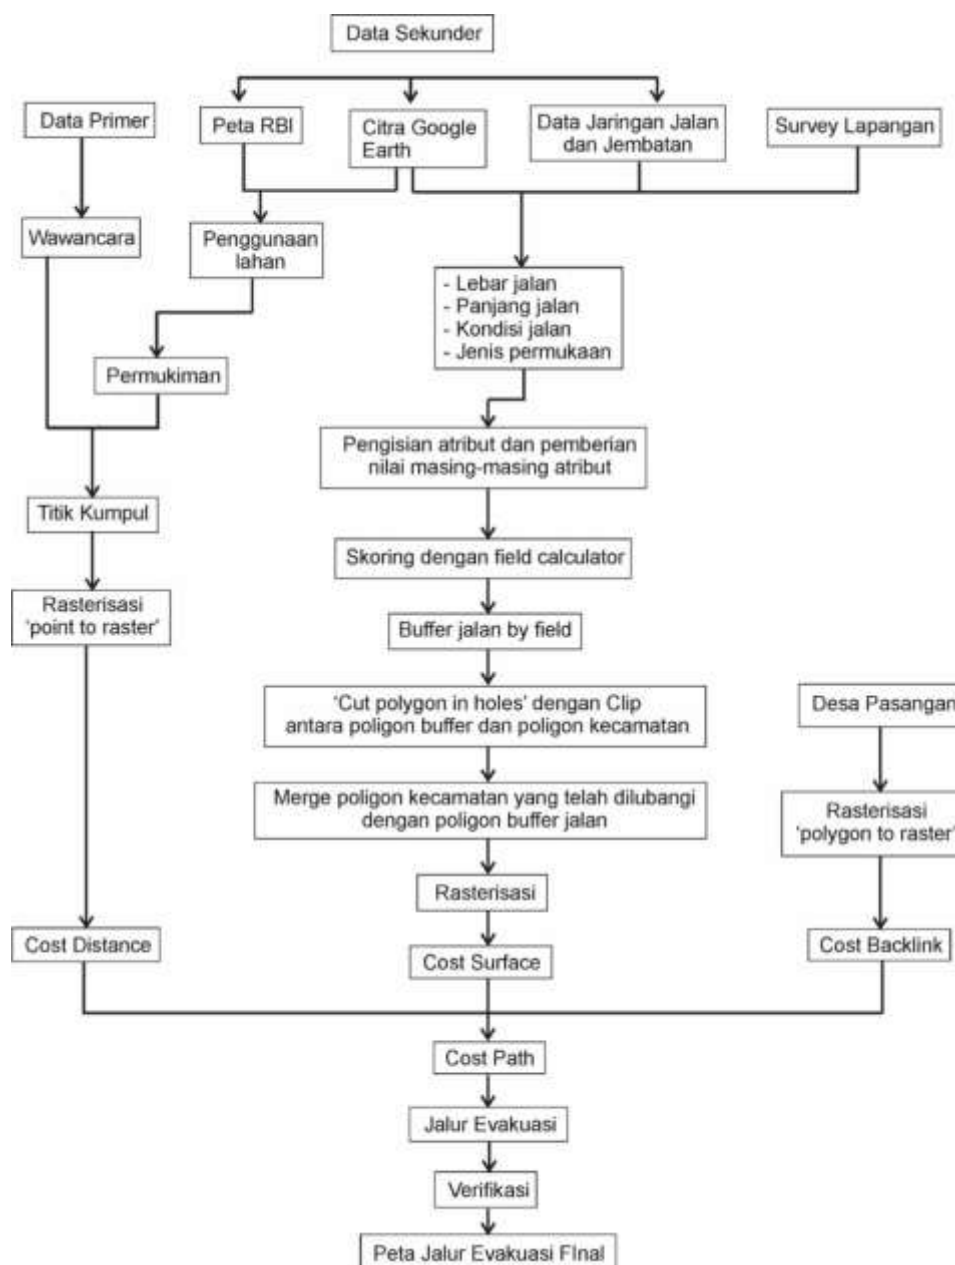 Data Sekunder
Data Primer
Peta RBI
Citra Google
Earth
Data Jaringan Jalan
dan Jembatan
Survey Lapangan
Wawancara
Penggunaan
lahan
- Lebar jalan
- Panjang jalan
- Kondisi jalan
- Jenis permukaan
Permukiman
Pengisian atribut dan pemberian
nilai masing-masing atribut
Titik Kumpul
Skoring dengan field calculator
Rasterisasi
'point to raster'
Buffer jalan by field
'Cut polygon in holes' dengan Clip
antara poligon buffer dan poligon kecamatan
Desa Pasangan
Merge poligon kecamatan yang telah dilubangi
dengan poligon buffer jalan
Rasterisasi
'polygon to raster'
Rasterisasi
Cost Distance
Cost Surface
Cost Backlink
Cost Path
Jalur Evakuasi
Verifikasi
Peta Jalur Evakuasi FInal